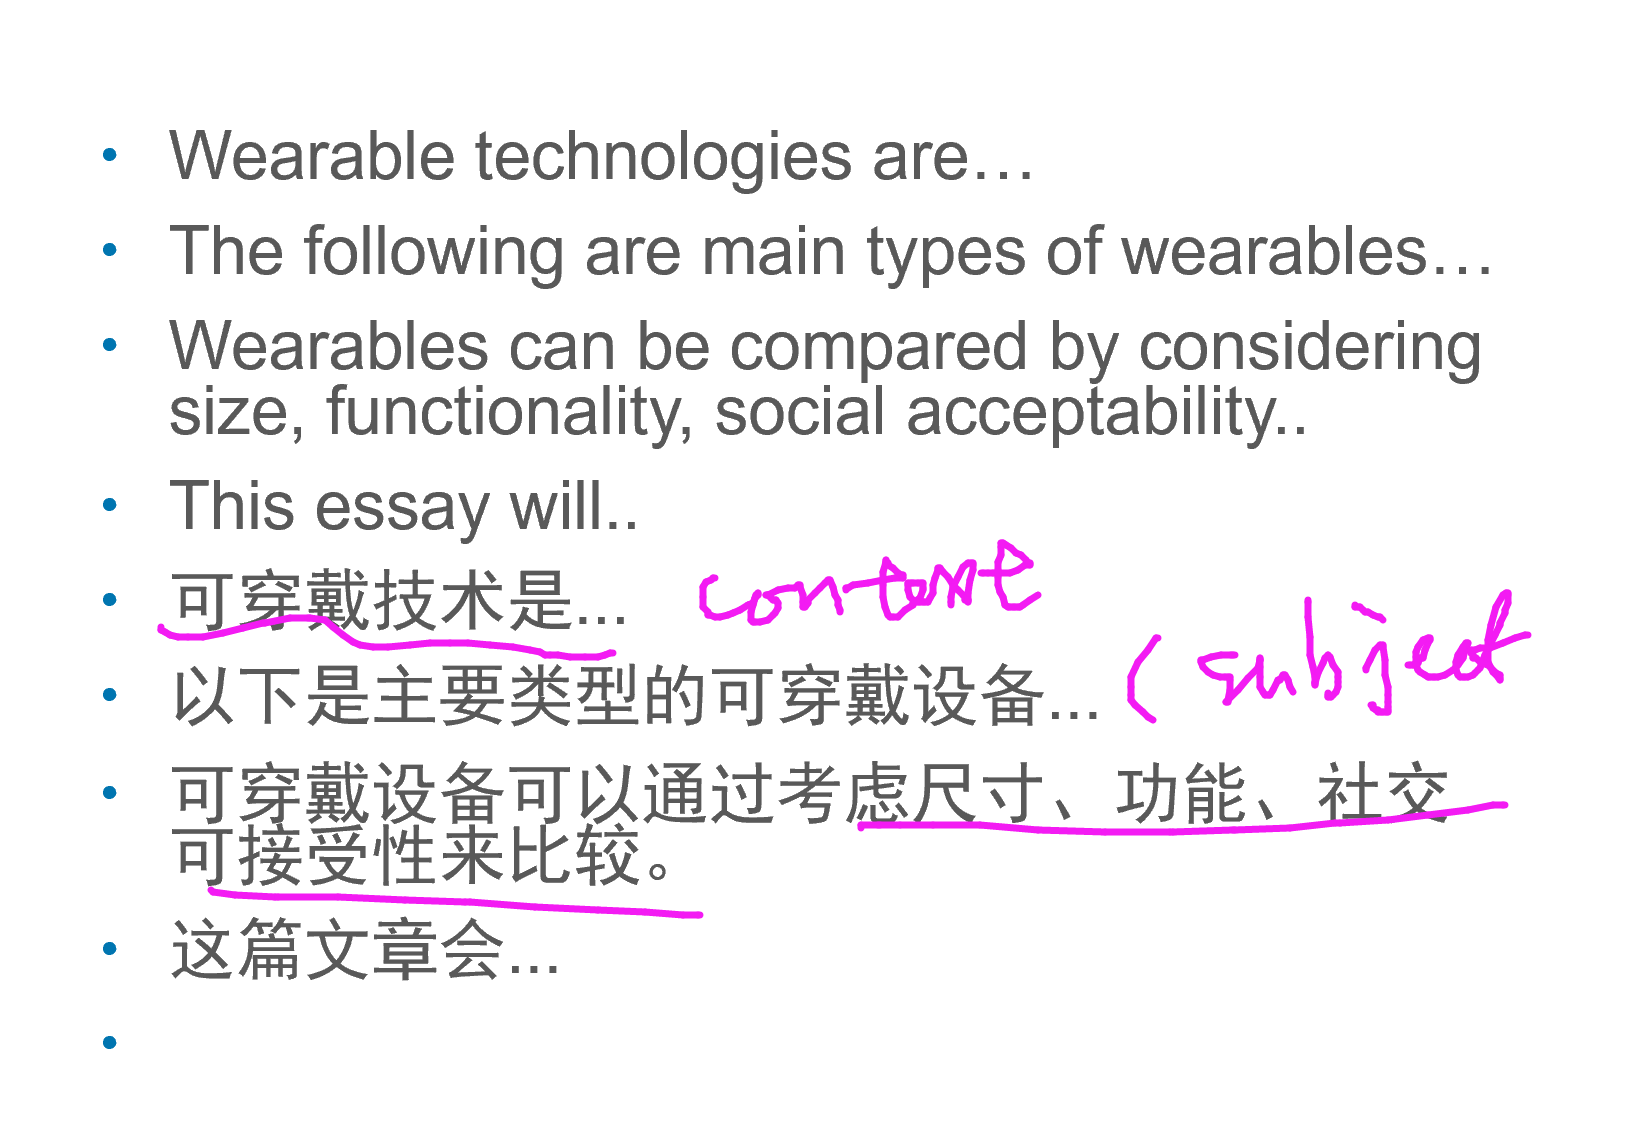 • Wearable technologies are…
• The following are main types of wearables…
• Wearables can be compared by considering
size, functionality, social acceptability..
• This essay will..
• 可穿戴技术是... context
• 以下是主要类型的可穿戴设备... (subject
• 可穿戴设备可以通过考虑尺寸、功能、社交
可接受性来比较。
• 这篇文章会...
•